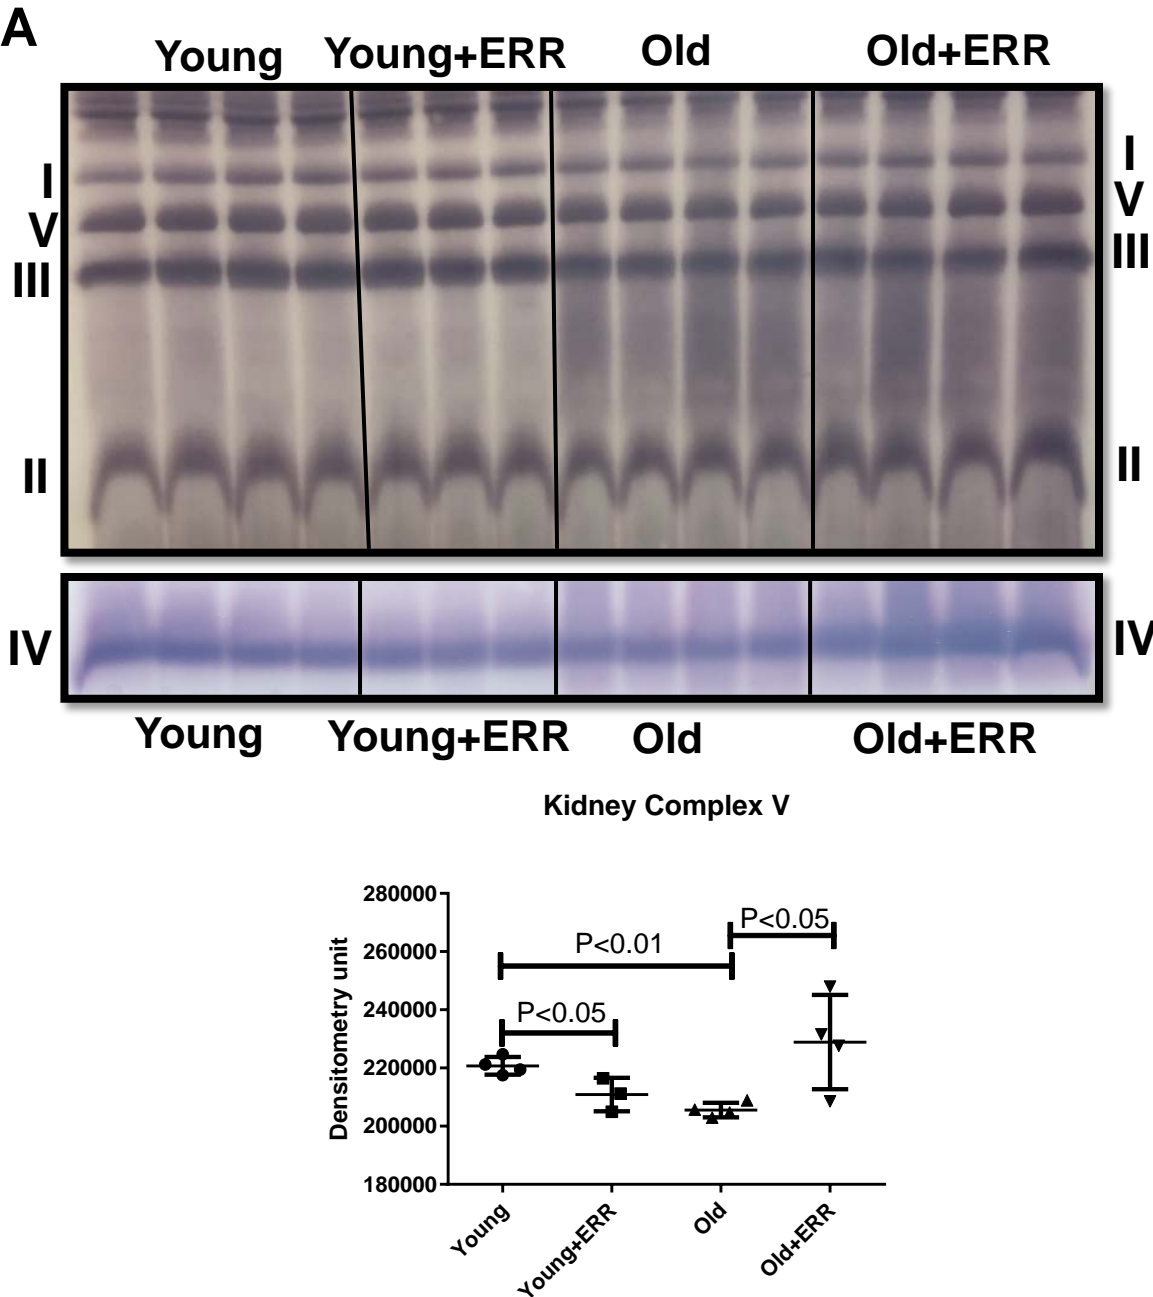 A
Young Young+ERR Old Old+ERR
I I
V V
III III
II II
IV IV
Young Young+ERR Old Old+ERR
Kidney Complex V
280000
260000
240000
220000
200000
180000
Densitometry unit
P<0.05
P<0.01
P<0.05
Young Young+ERR Old Old+ERR